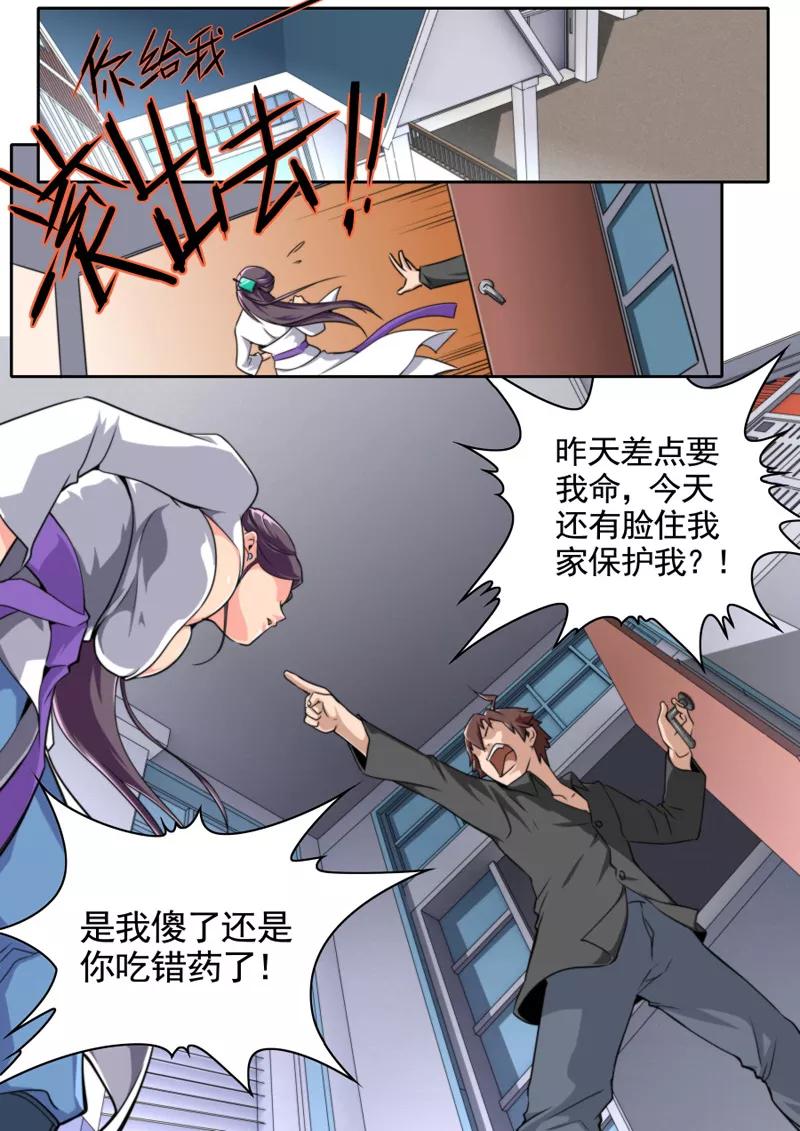 你给我
滚出去!!
昨天差点要
我命，今天
还有脸住我
家保护我？！
是我傻了还是
你吃错药了！